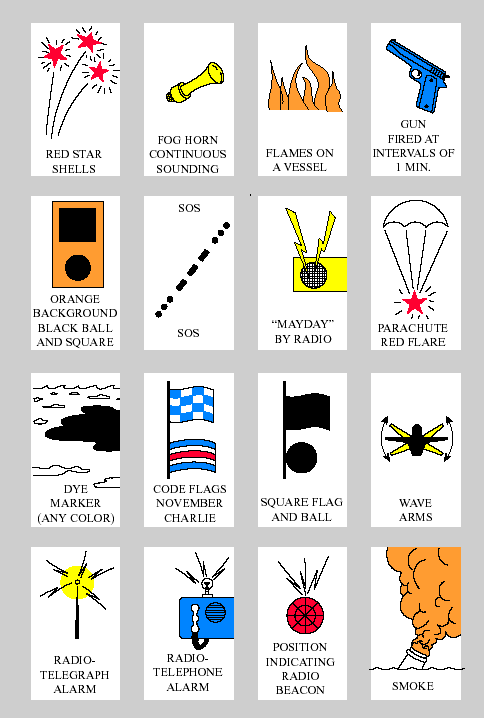 RED STAR
SHELLS
FOG HORN
CONTINUOUS
SOUNDING
FLAMES ON
A VESSEL
GUN
FIRED AT
INTERVALS OF
1 MIN.
ORANGE
BACKGROUND
BLACK BALL
AND SQUARE
SOS
SOS
“MAYDAY”
BY RADIO
PARACHUTE
RED FLARE
DYE
MARKER
(ANY COLOR)
CODE FLAGS
NOVEMBER
CHARLIE
SQUARE FLAG
AND BALL
WAVE
ARMS
RADIO-
TELEGRAPH
ALARM
RADIO-
TELEPHONE
ALARM
POSITION
INDICATING
RADIO
BEACON
SMOKE